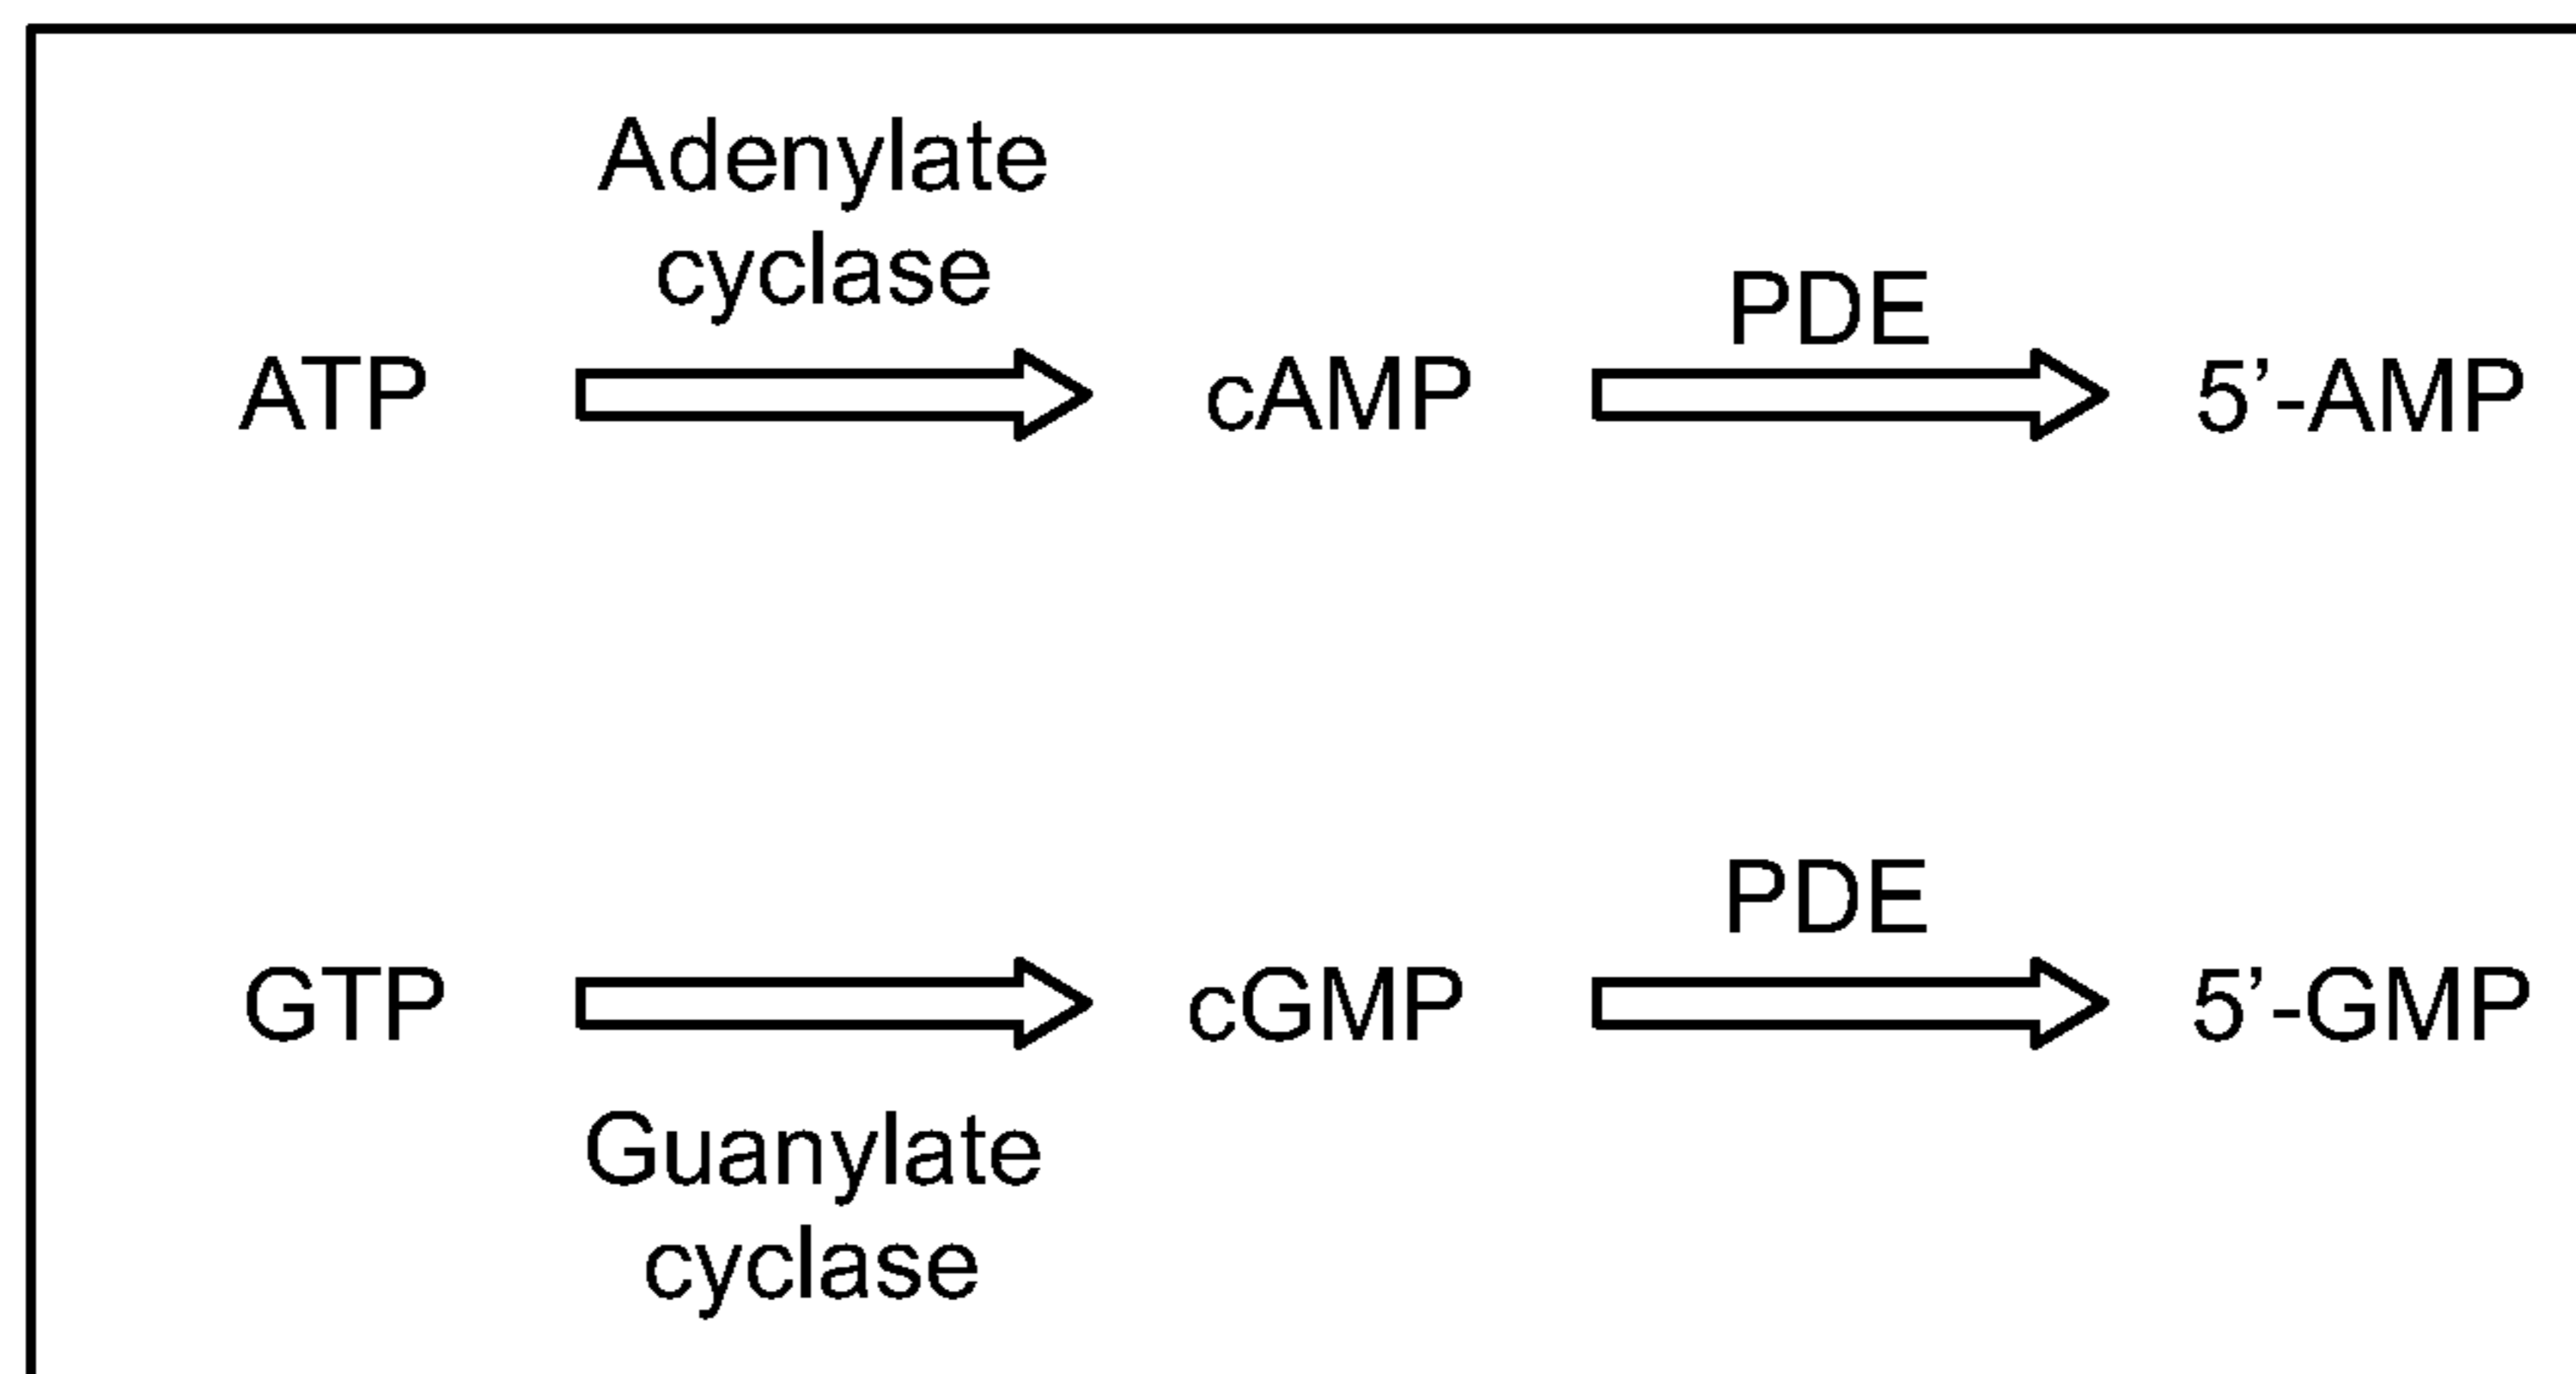 Adenylate
cyclase
PDE
ATP
cAMP
5’-AMP
PDE
GTP
cGMP
5’-GMP
Guanylate
cyclase